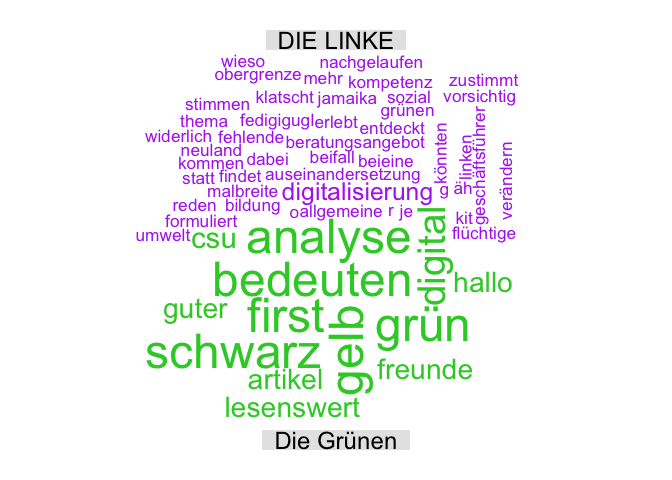 DIE LINKE
wieso nachgelaufen
obergrenze mehr kompetenz zustimmt
stimmen klatscht jamaika sozial vorsichtig
thema fedigiguglerlebt grünen
widerlich fehlende beratungsangebot entdeckt
neuland
kommen dabei beifall beieine könnten linken geschäftsführer verändern
statt findet auseinandersetzung
malbreite digitalisierung g äh
reden bildung oallgemeine r je
formuliert kit
umwelt csu analyse digital flüchtige
bedeuten hallo
guter first gelb grün
schwarz
artikel freunde
lesenswert
Die Grünen